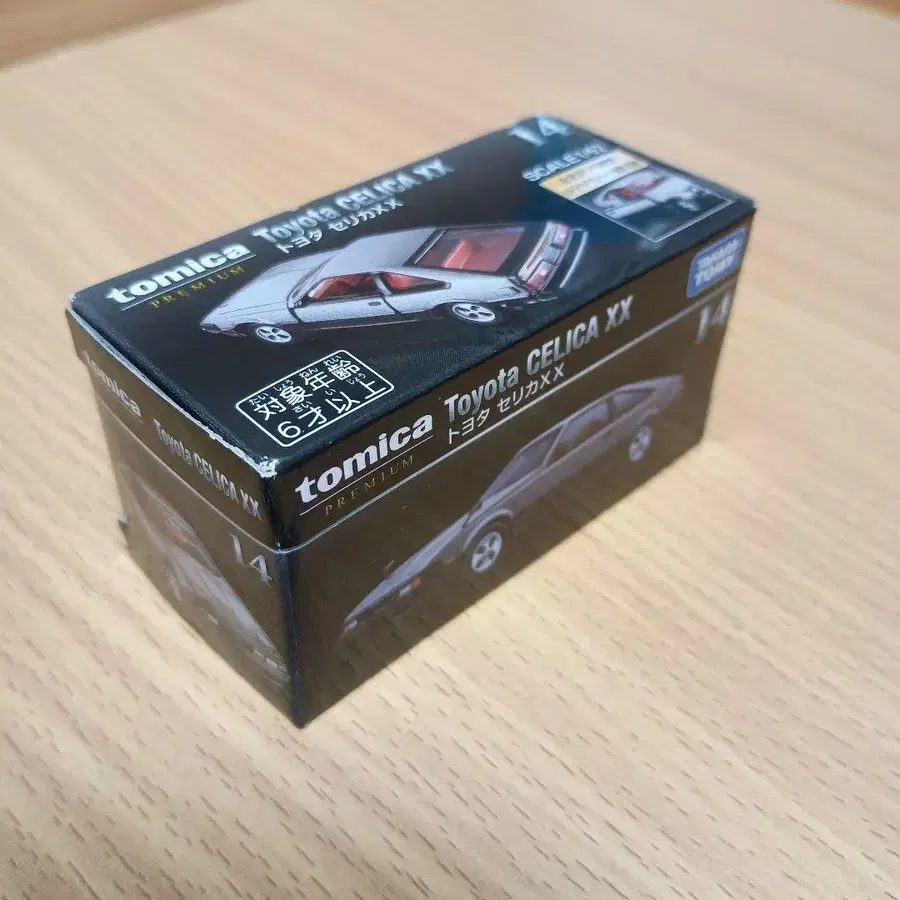 tomica
PREMIUM
Toyota CELICA XX
トヨタ セリカXX
14
SCALE1/62
たいしょうねんれい
対象年齢
さい い じょう
6才以上
TAKARA
TOMY
tomica
PREMIUM
Toyota CELICA XX
トヨタ セリカXX
14
tomica
Toyota CELICA XX
14